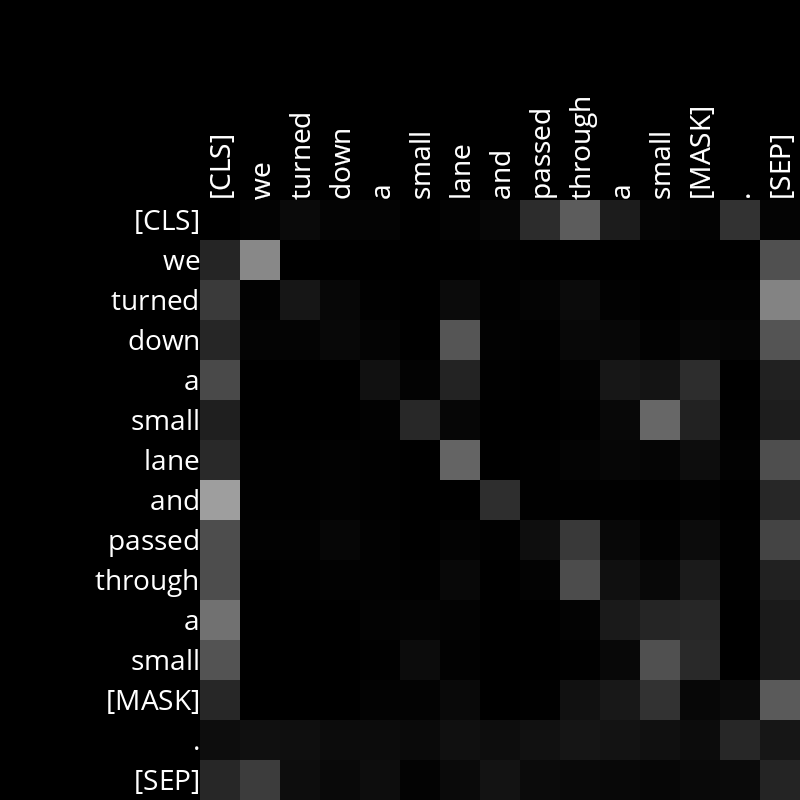 [CLS] we turned down a small lane and passed through a small [MASK] . [SEP]
[CLS]
we
turned
down
a
small
lane
and
passed
through
a
small
[MASK]
.
[SEP]